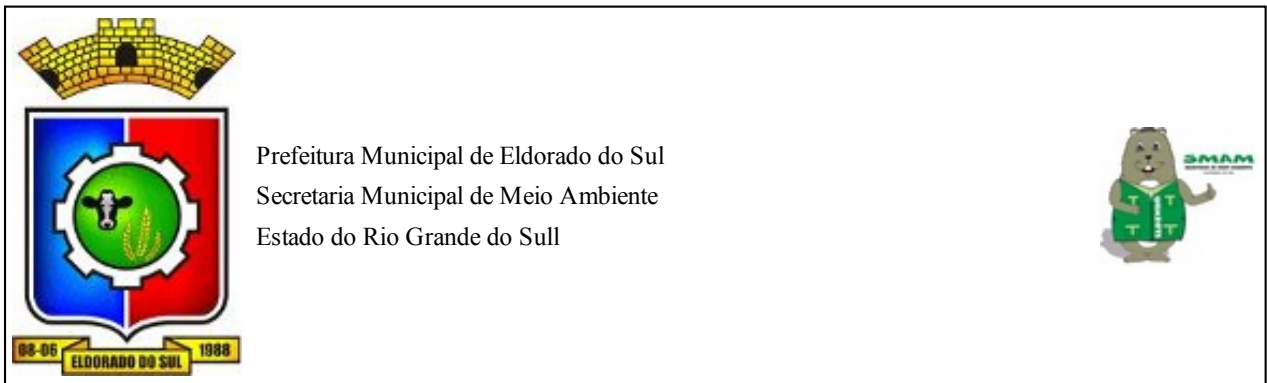 Prefeitura Municipal de Eldorado do Sul
Secretaria Municipal de Meio Ambiente
Estado do Rio Grande do Sull
08-06 ELDORADO DO SUL 1988
SMAM